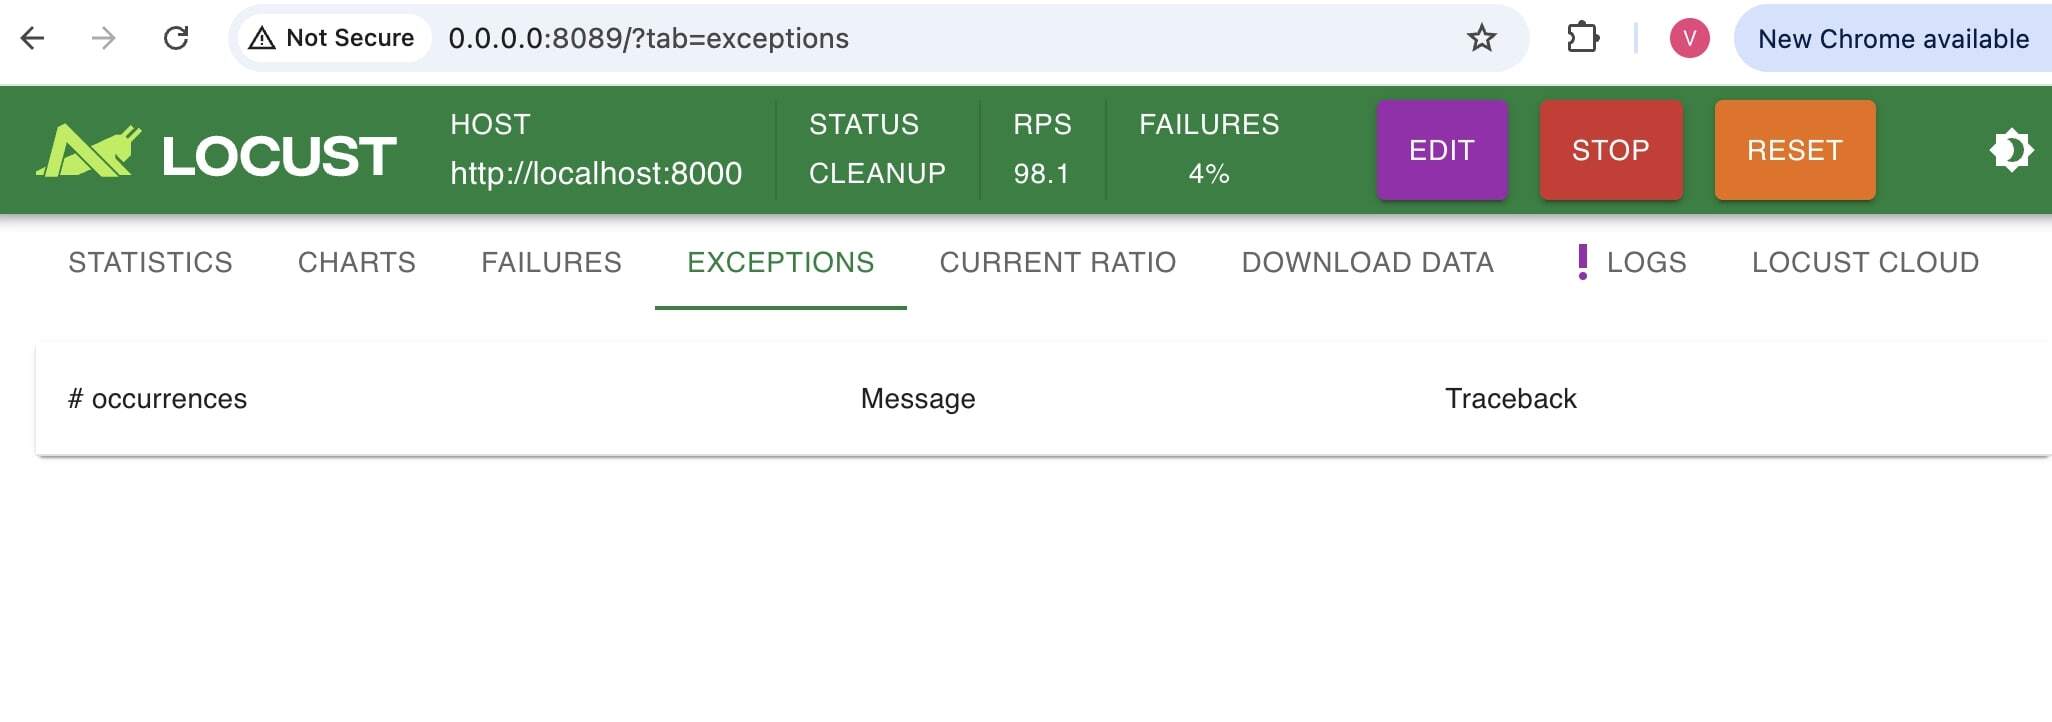 Not Secure 0.0.0.0:8089/?tab=exceptions V New Chrome available
LOCUST
HOST
http://localhost:8000
STATUS
CLEANUP
RPS
98.1
FAILURES
4%
EDIT
STOP
RESET
STATISTICS CHARTS FAILURES EXCEPTIONS CURRENT RATIO DOWNLOAD DATA ! LOGS LOCUST CLOUD
# occurrences Message Traceback